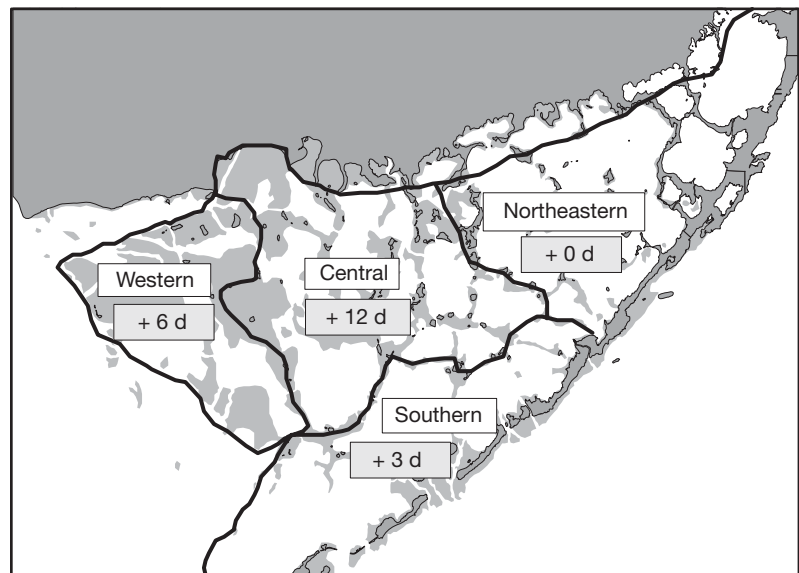 Northeastern
+ 0 d
Western
+ 6 d
Central
+ 12 d
Southern
+ 3 d